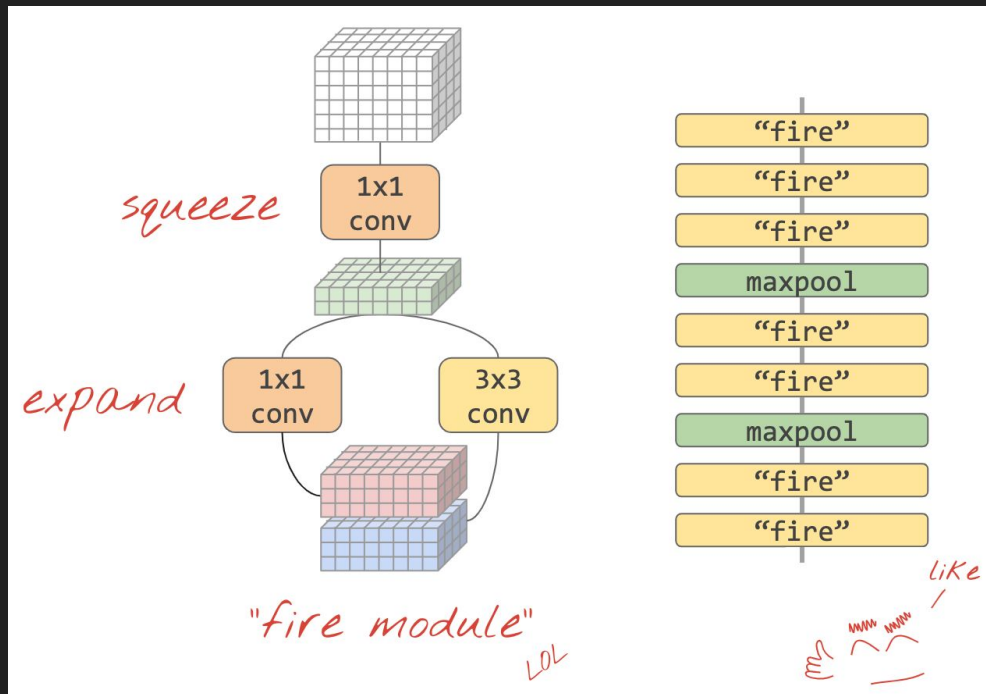 squeeze
1x1
conv
expand
1x1
conv
3x3
conv
"fire module"
LOL
“fire”
“fire”
“fire”
maxpool
“fire”
“fire”
maxpool
“fire”
“fire”
like